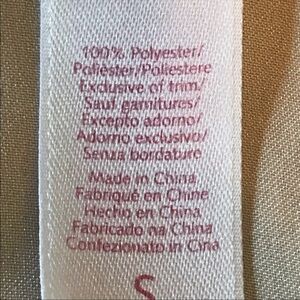 100% Polyester/
Poliester/Poliestere
Exclusive of trim/
Sauf garnitures/
Excepto adorno/
Adorno exclusivo/
Senza bordature
Made in China
Fabriqué en Chine
Hecho en China
Fabricado na China
Confezionato in Cina
S